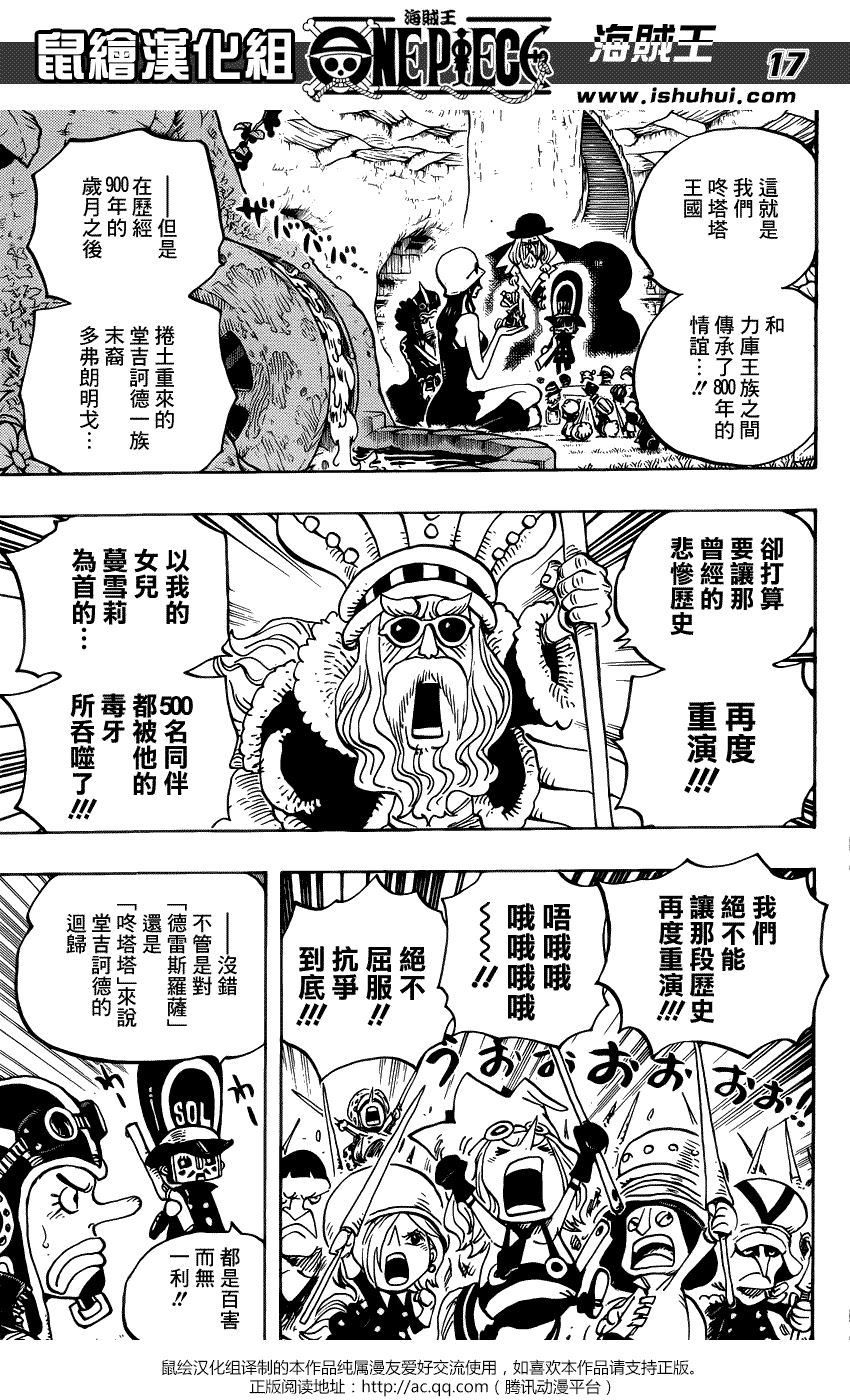 鼠繪漢化組
海賊王
ONE PIECE
海賊王
17
www.ishuhui.com
這就是
我們
咚塔塔
王國
和
力庫王族之間
傳承了800年的
情誼…!!
——但是
在歷經
900年的
歲月之後
捲土重來的
堂吉訶德一族
末裔
多弗朗明戈…
卻打算
要讓那
曾經的
悲慘歷史
再度
重演!!!
以我的
女兒
蔓雪莉
為首的…
500名同伴
都被他的
毒牙
所吞噬了!!!
我們
絕不能
讓那段歷史
再度重演!!!
唔哦哦
哦哦哦哦
~~~!!
絕不
屈服!!
抗爭
到底!!!
うおおおおおお!!
——沒錯
不管是對
「德雷斯羅薩」
還是
「咚塔塔」來說
堂吉訶德的
迴歸
SOL
都是百害
而無
一利!!
鼠绘汉化组译制的本作品纯属漫友爱好交流使用，如喜欢本作品请支持正版。
正版阅读地址：http://ac.qq.com（腾讯动漫平台）